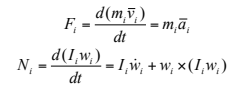 F_i = d(m_i v̄_i)/dt = m_i ā_i
N_i = d(I_i w_i)/dt = I_i ẇ_i + w_i × (I_i w_i)